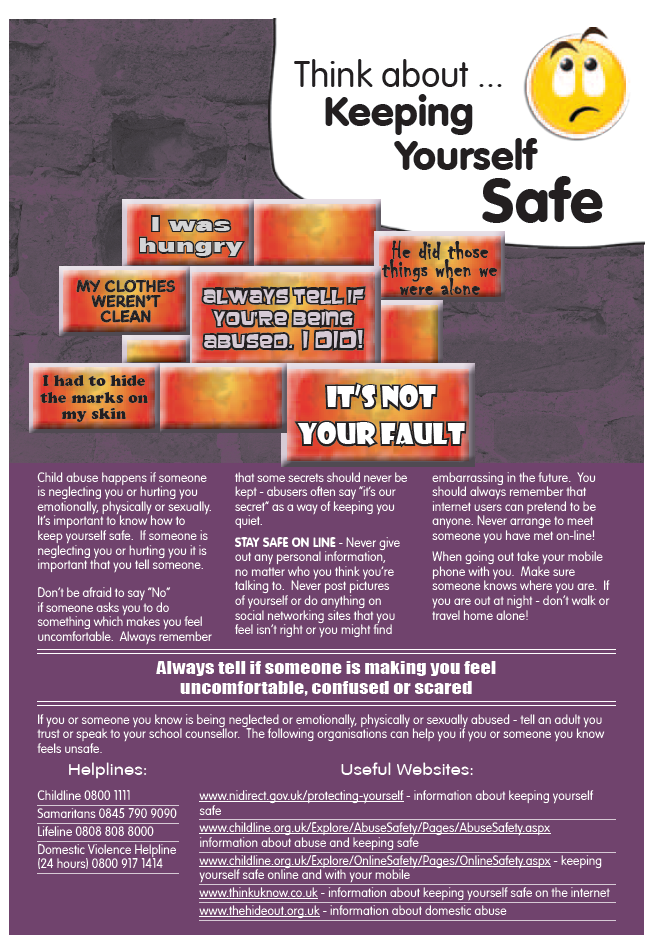 Think about ...
Keeping
Yourself
Safe
I was
hungry
He did those
things when we
were alone
MY CLOTHES
WEREN'T
CLEAN
ALWAYS TELL IF
YOU'RE BEING
ABUSED. I DID!
I had to hide
the marks on
my skin
IT'S NOT
YOUR FAULT
Child abuse happens if someone
is neglecting you or hurting you
emotionally, physically or sexually.
It's important to know how to
keep yourself safe.  If someone is
neglecting you or hurting you it is
important that you tell someone.
Don't be afraid to say "No"
if someone asks you to do
something which makes you feel
uncomfortable.  Always remember
that some secrets should never be
kept - abusers often say "it's our
secret" as a way of keeping you
quiet.
STAY SAFE ON LINE - Never give
out any personal information,
no matter who you think you're
talking to.  Never post pictures
of yourself or do anything on
social networking sites that you
feel isn't right or you might find
embarrassing in the future.  You
should always remember that
internet users can pretend to be
anyone. Never arrange to meet
someone you have met on-line!
When going out take your mobile
phone with you.  Make sure
someone knows where you are.  If
you are out at night - don't walk or
travel home alone!
Always tell if someone is making you feel
uncomfortable, confused or scared
If you or someone you know is being neglected or emotionally, physically or sexually abused - tell an adult you
trust or speak to your school counsellor.  The following organisations can help you if you or someone you know
feels unsafe.
Helplines:
Childline 0800 1111
Samaritans 0845 790 9090
Lifeline 0808 808 8000
Domestic Violence Helpline
(24 hours) 0800 917 1414
Useful Websites:
www.nidirect.gov.uk/protecting-yourself - information about keeping yourself
safe
www.childline.org.uk/Explore/AbuseSafety/Pages/AbuseSafety.aspx
information about abuse and keeping safe
www.childline.org.uk/Explore/OnlineSafety/Pages/OnlineSafety.aspx - keeping
yourself safe online and with your mobile
www.thinkuknow.co.uk - information about keeping yourself safe on the internet
www.thehideout.org.uk - information about domestic abuse